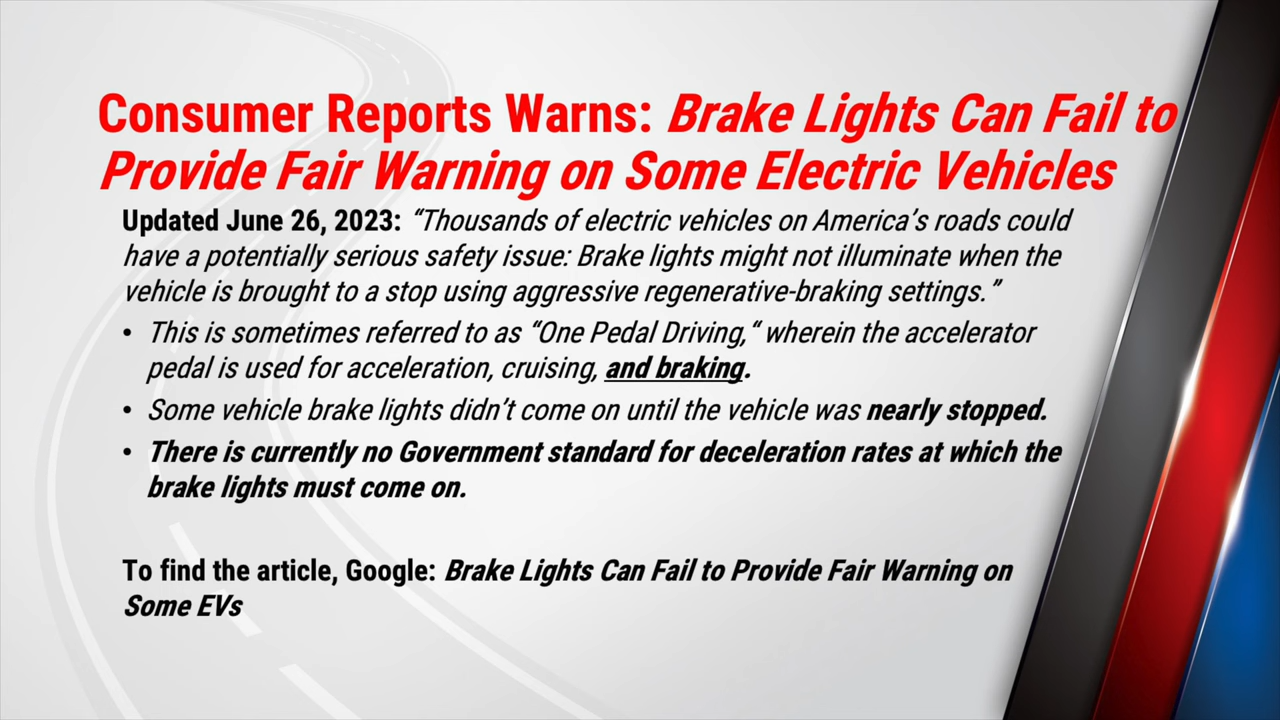 Consumer Reports Warns: Brake Lights Can Fail to
Provide Fair Warning on Some Electric Vehicles
Updated June 26, 2023: “Thousands of electric vehicles on America’s roads could
have a potentially serious safety issue: Brake lights might not illuminate when the
vehicle is brought to a stop using aggressive regenerative-braking settings.”
• This is sometimes referred to as “One Pedal Driving,“ wherein the accelerator
pedal is used for acceleration, cruising, and braking.
• Some vehicle brake lights didn’t come on until the vehicle was nearly stopped.
• There is currently no Government standard for deceleration rates at which the
brake lights must come on.
To find the article, Google: Brake Lights Can Fail to Provide Fair Warning on
Some EVs